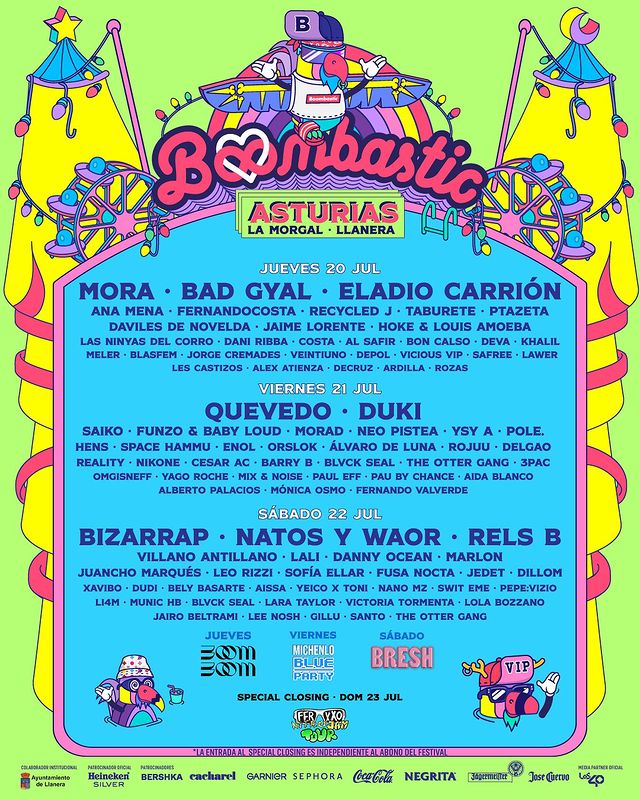 B
Boombastic
Boombastic
ASTURIAS
LA MORGAL · LLANERA
JUEVES 20 JUL
MORA · BAD GYAL · ELADIO CARRIÓN
ANA MENA · FERNANDOCOSTA · RECYCLED J · TABURETE · PTAZETA
DAVILES DE NOVELDA · JAIME LORENTE · HOKE & LOUIS AMOEBA
LAS NINYAS DEL CORRO · DANI RIBBA · COSTA · AL SAFIR · BON CALSO · DEVA · KHALIL
MELER · BLASFEM · JORGE CREMADES · VEINTIUNO · DEPOL · VICIOUS VIP · SAFREE · LAWER
LES CASTIZOS · ALEX ATIENZA · DECRUZ · ARDILLA · ROZAS
VIERNES 21 JUL
QUEVEDO · DUKI
SAIKO · FUNZO & BABY LOUD · MORAD · NEO PISTEA · YSY A · POLE.
HENS · SPACE HAMMU · ENOL · ORSLOK · ÁLVARO DE LUNA · ROJUU · DELGAO
REALITY · NIKONE · CESAR AC · BARRY B · BLVCK SEAL · THE OTTER GANG · 3PAC
OMGISNEFF · YAGO ROCHE · MIX & NOISE · PAUL EFF · PAU BY CHANCE · AIDA BLANCO
ALBERTO PALACIOS · MÓNICA OSMO · FERNANDO VALVERDE
SÁBADO 22 JUL
BIZARRAP · NATOS Y WAOR · RELS B
VILLANO ANTILLANO · LALI · DANNY OCEAN · MARLON
JUANCHO MARQUÉS · LEO RIZZI · SOFÍA ELLAR · FUSA NOCTA · JEDET · DILLOM
XAVIBO · DUDI · BELY BASARTE · AISSA · YEICO X TONI · NANO MZ · SWIT EME · PEPE:VIZIO
LI4M · MUNIC HB · BLVCK SEAL · LARA TAYLOR · VICTORIA TORMENTA · LOLA BOZZANO
JAIRO BELTRAMI · LEE NOSH · GILLU · SANTO · THE OTTER GANG
JUEVES VIERNES SÁBADO
BOOM BOOM
MICHENLO BLUE PARTY
BRESH
VIP
SPECIAL CLOSING · DOM 23 JUL
FERXXO
TOUR
*LA ENTRADA AL SPECIAL CLOSING ES INDEPENDIENTE AL ABONO DEL FESTIVAL
COLABORADOR INSTITUCIONAL PATROCINADOR OFICIAL PATROCINADORES MEDIA PARTNER OFICIAL
Ayuntamiento de Llanera Heineken SILVER BERSHKA cacharel GARNIER SEPHORA Coca-Cola NEGRITA Jägermeister Jose Cuervo Los40